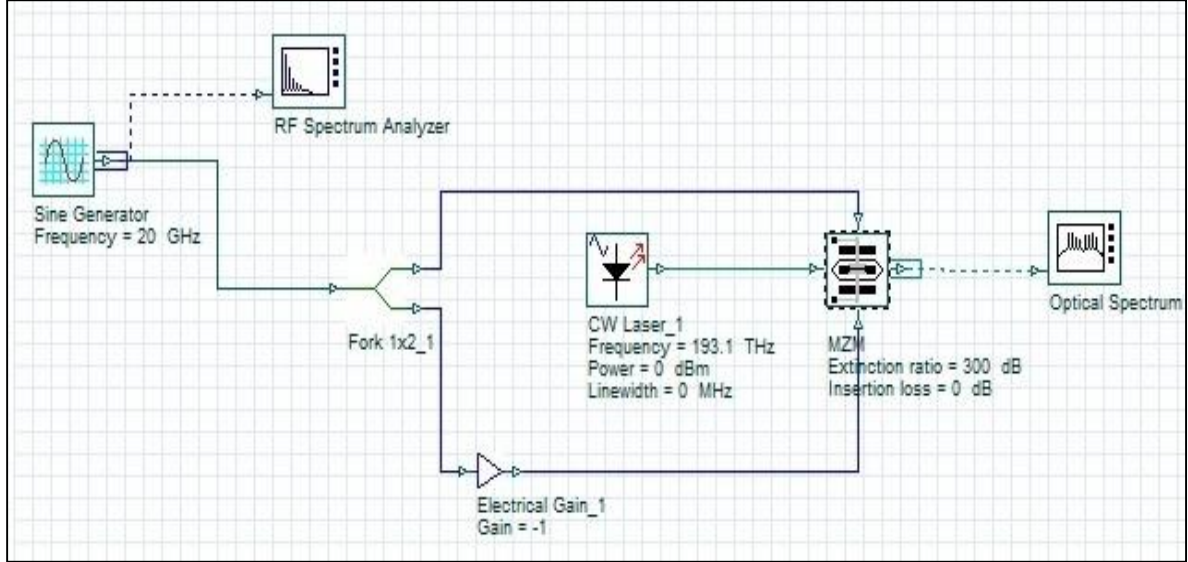 RF Spectrum Analyzer
Sine Generator
Frequency = 20 GHz
Fork 1x2_1
CW Laser_1
Frequency = 193.1 THz
Power = 0 dBm
Linewidth = 0 MHz
MZM
Extinction ratio = 300 dB
Insertion loss = 0 dB
Optical Spectrum
Electrical Gain_1
Gain = -1